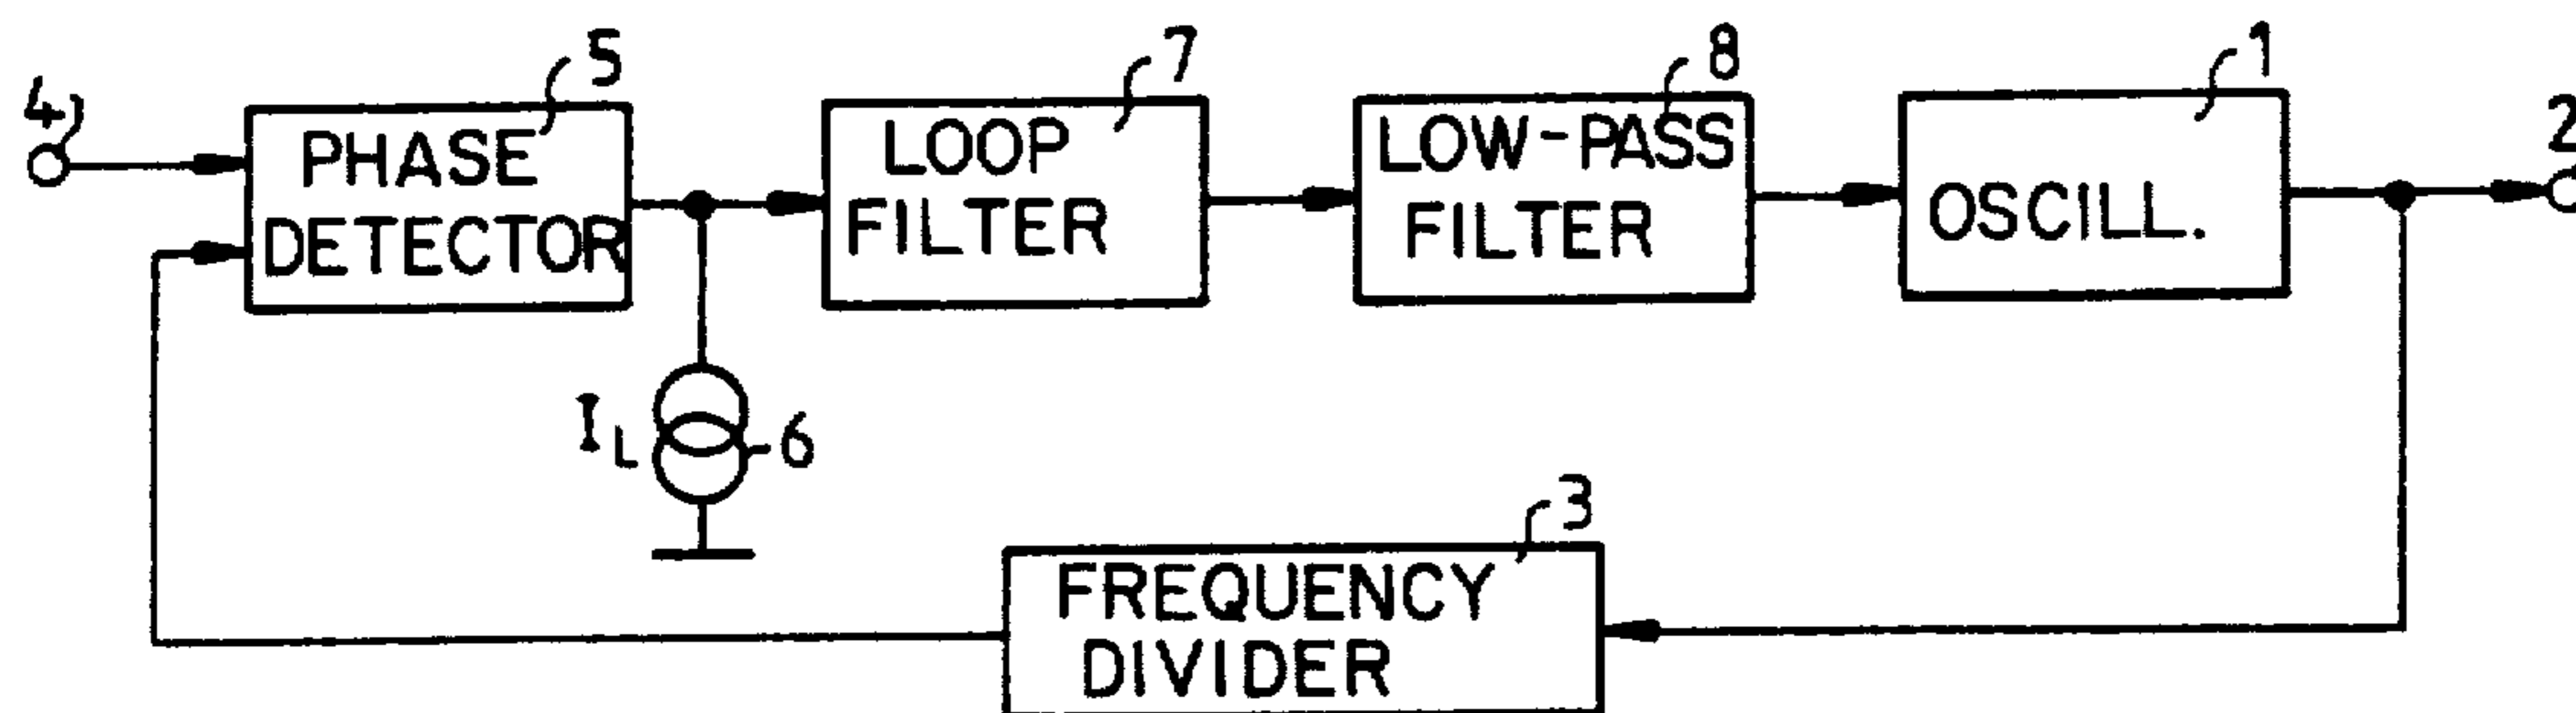 4
5
PHASE
DETECTOR
7
LOOP
FILTER
8
LOW-PASS
FILTER
1
OSCILL.
2
IL
6
3
FREQUENCY
DIVIDER